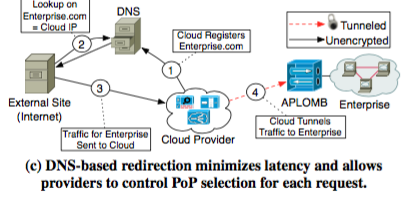 Lookup on
Enterprise.com
= Cloud IP
DNS
Cloud Registers
Enterprise.com
Tunneled
Unencrypted
2
1
3
4
External Site
(Internet)
APLOMB
Enterprise
Traffic for Enterprise
Sent to Cloud
Cloud Provider
Cloud Tunnels
Traffic to Enterprise
(c) DNS-based redirection minimizes latency and allows
providers to control PoP selection for each request.